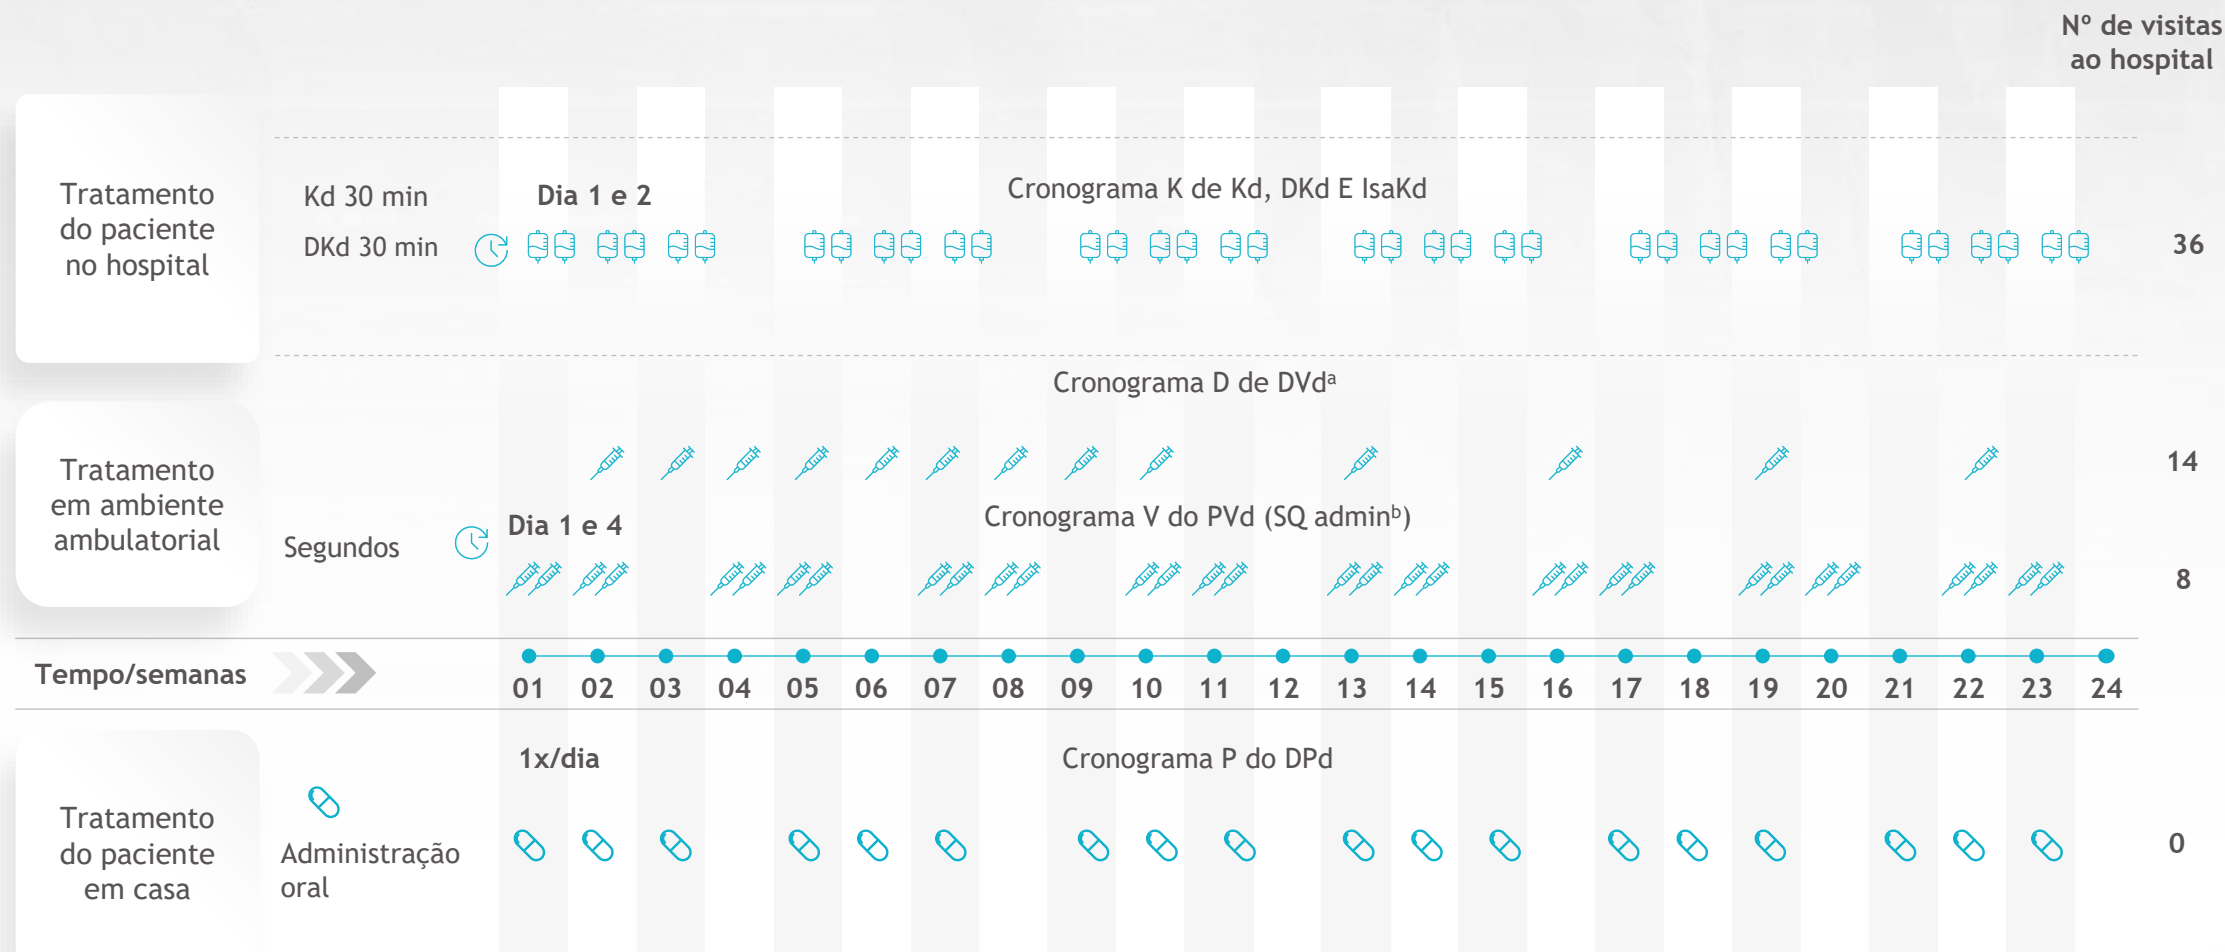 Nº de visitas
ao hospital
Tratamento
do paciente
no hospital
Kd 30 min
DKd 30 min
Dia 1 e 2
Cronograma K de Kd, DKd E IsaKd
36
Cronograma D de DVdᵃ
Tratamento
em ambiente
ambulatorial
14
Segundos
Dia 1 e 4
Cronograma V do PVd (SQ adminᵇ)
8
Tempo/semanas
01 02 03 04 05 06 07 08 09 10 11 12 13 14 15 16 17 18 19 20 21 22 23 24
1x/dia
Cronograma P do DPd
Tratamento
do paciente
em casa
Administração
oral
0